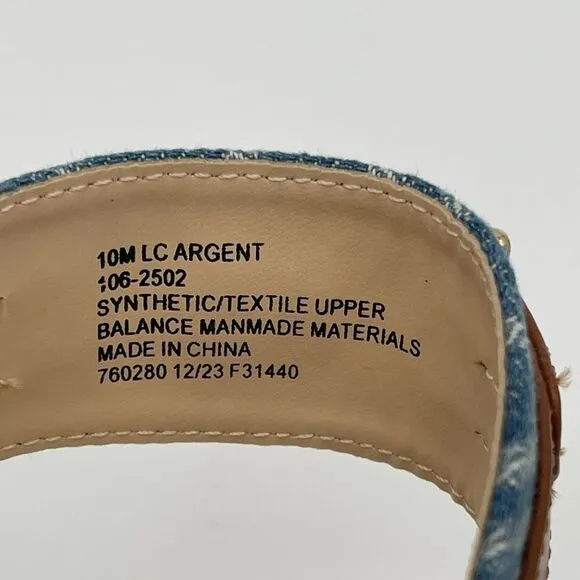 10M LC ARGENT
106-2502
SYNTHETIC/TEXTILE UPPER
BALANCE MANMADE MATERIALS
MADE IN CHINA
760280 12/23 F31440